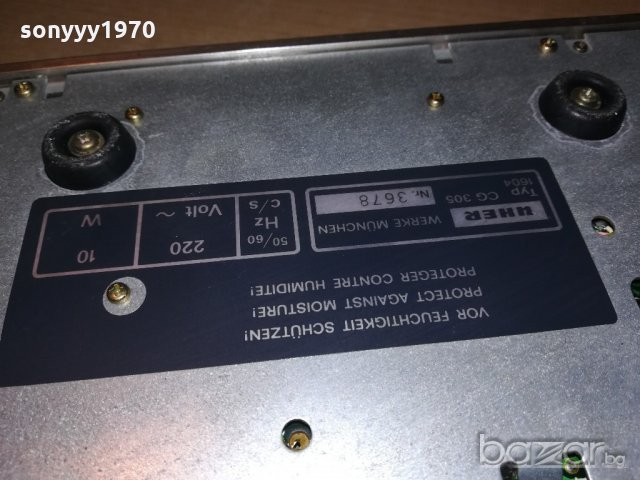 sonyyy1970
UHER
WERKE MÜNCHEN
Typ
CG 305
1604
Nr. 3678
50/60
Hz
c/s
220
Volt ~
10
W
VOR FEUCHTIGKEIT SCHÜTZEN!
PROTECT AGAINST MOISTURE!
PROTEGER CONTRE HUMIDITE!
bazar.bg